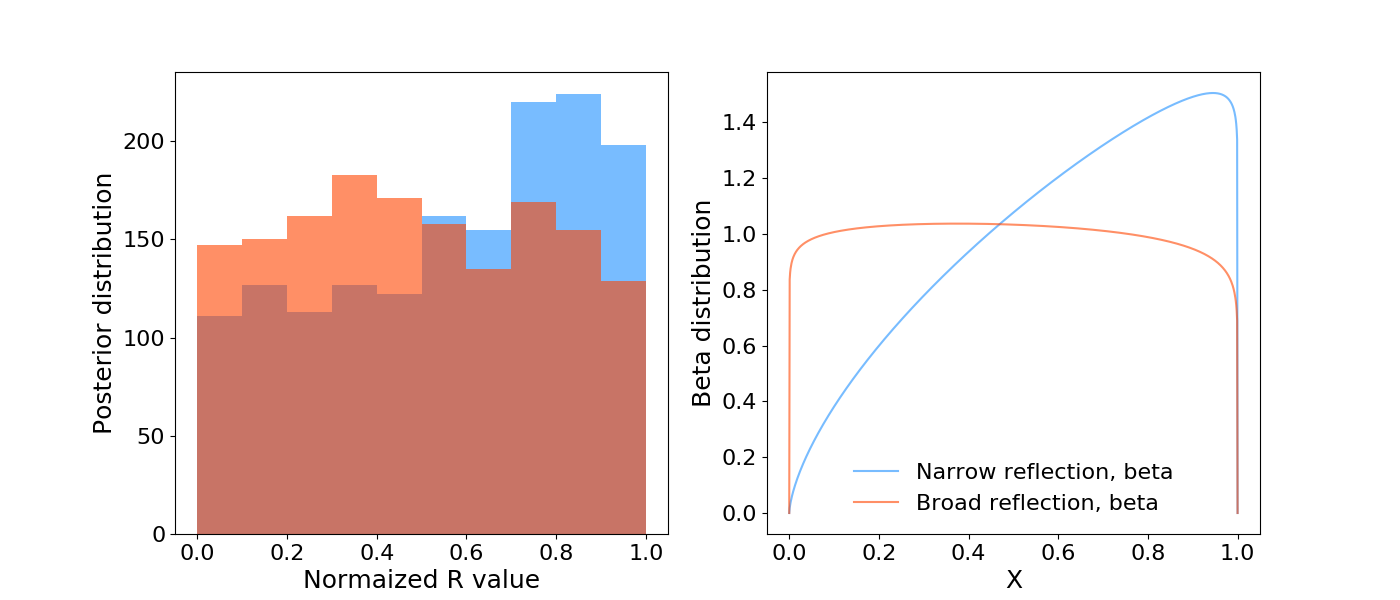 Posterior distribution
200
150
100
50
0
0.0 0.2 0.4 0.6 0.8 1.0
Normaized R value
Beta distribution
1.4
1.2
1.0
0.8
0.6
0.4
0.2
0.0
Narrow reflection, beta
Broad reflection, beta
0.0 0.2 0.4 0.6 0.8 1.0
X